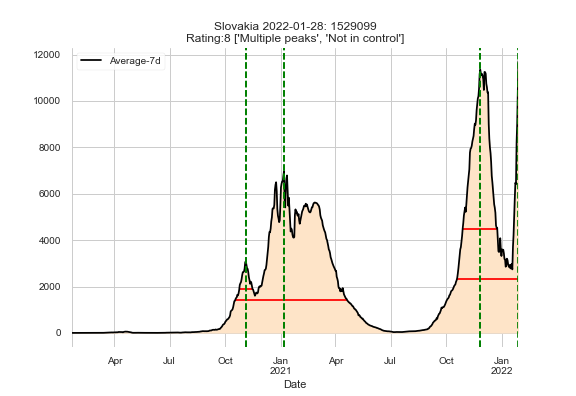 Slovakia 2022-01-28: 1529099
Rating:8 ['Multiple peaks', 'Not in control']
Average-7d
12000
10000
8000
6000
4000
2000
0
Apr Jul Oct Jan Apr Jul Oct Jan
2021 2022
Date